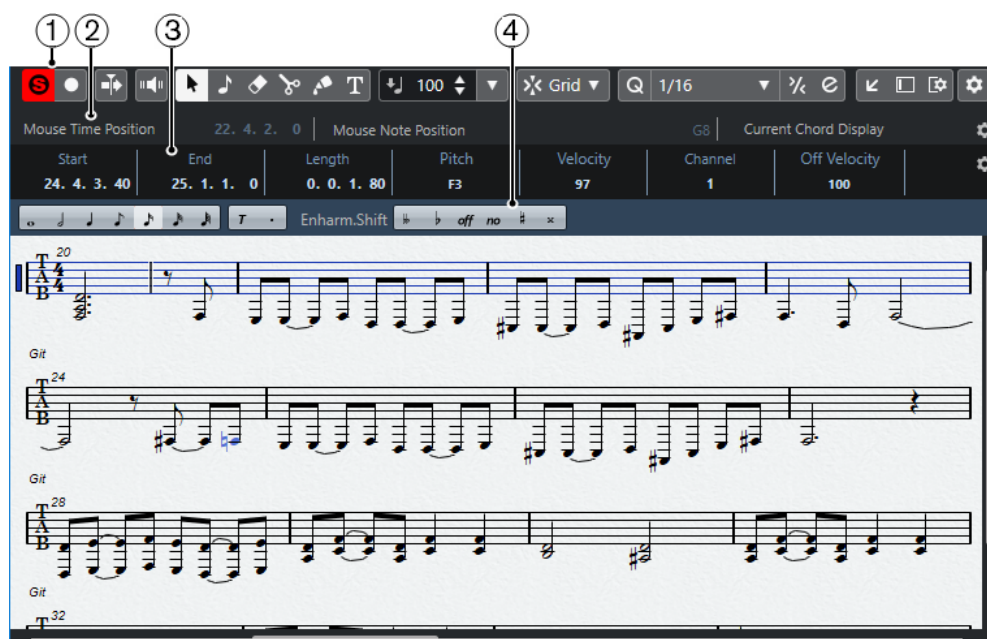 1 2 3 4
S T 100 Grid Q 1/16 e
Mouse Time Position 22. 4. 2. 0 Mouse Note Position G8 Current Chord Display
Start End Length Pitch Velocity Channel Off Velocity
24. 4. 3. 40 25. 1. 1. 0 0. 0. 1. 80 F3 97 1 100
T . Enharm.Shift off no
20
T A B 4 4
Git
24
T A B
Git
28
T A B
Git
32
T